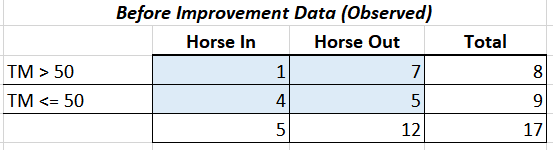 Before Improvement Data (Observed)
Horse In Horse Out Total
TM > 50 1 7 8
TM <= 50 4 5 9
5 12 17